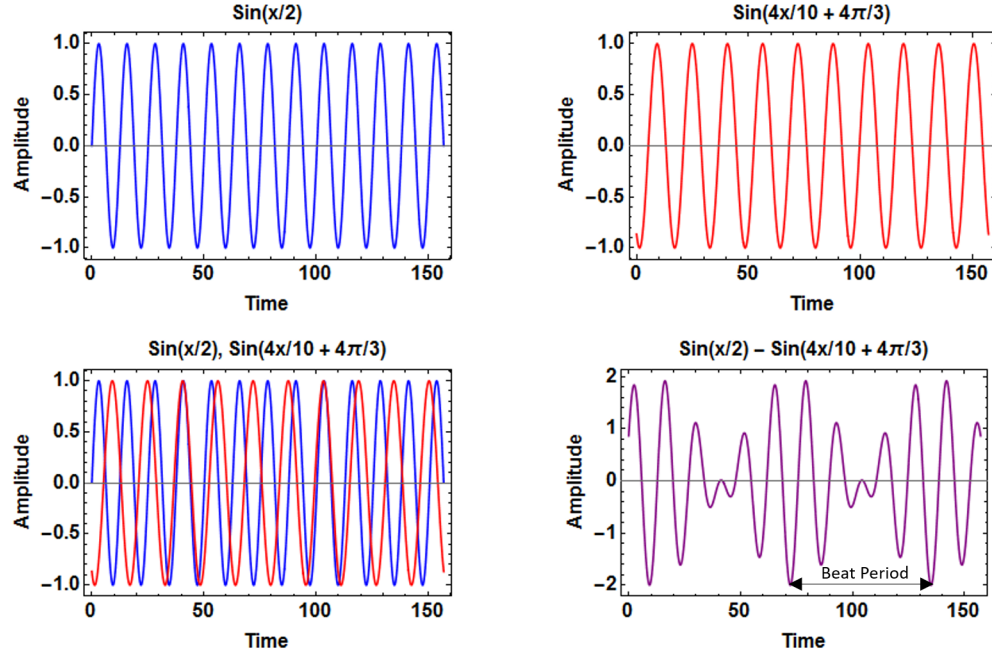 Sin(x/2)
1.0
0.5
0.0
−0.5
−1.0
Amplitude
0 50 100 150
Time
Sin(4x/10 + 4π/3)
1.0
0.5
0.0
−0.5
−1.0
Amplitude
0 50 100 150
Time
Sin(x/2), Sin(4x/10 + 4π/3)
1.0
0.5
0.0
−0.5
−1.0
Amplitude
0 50 100 150
Time
Sin(x/2) − Sin(4x/10 + 4π/3)
2
1
0
−1
−2
Amplitude
Beat Period
0 50 100 150
Time